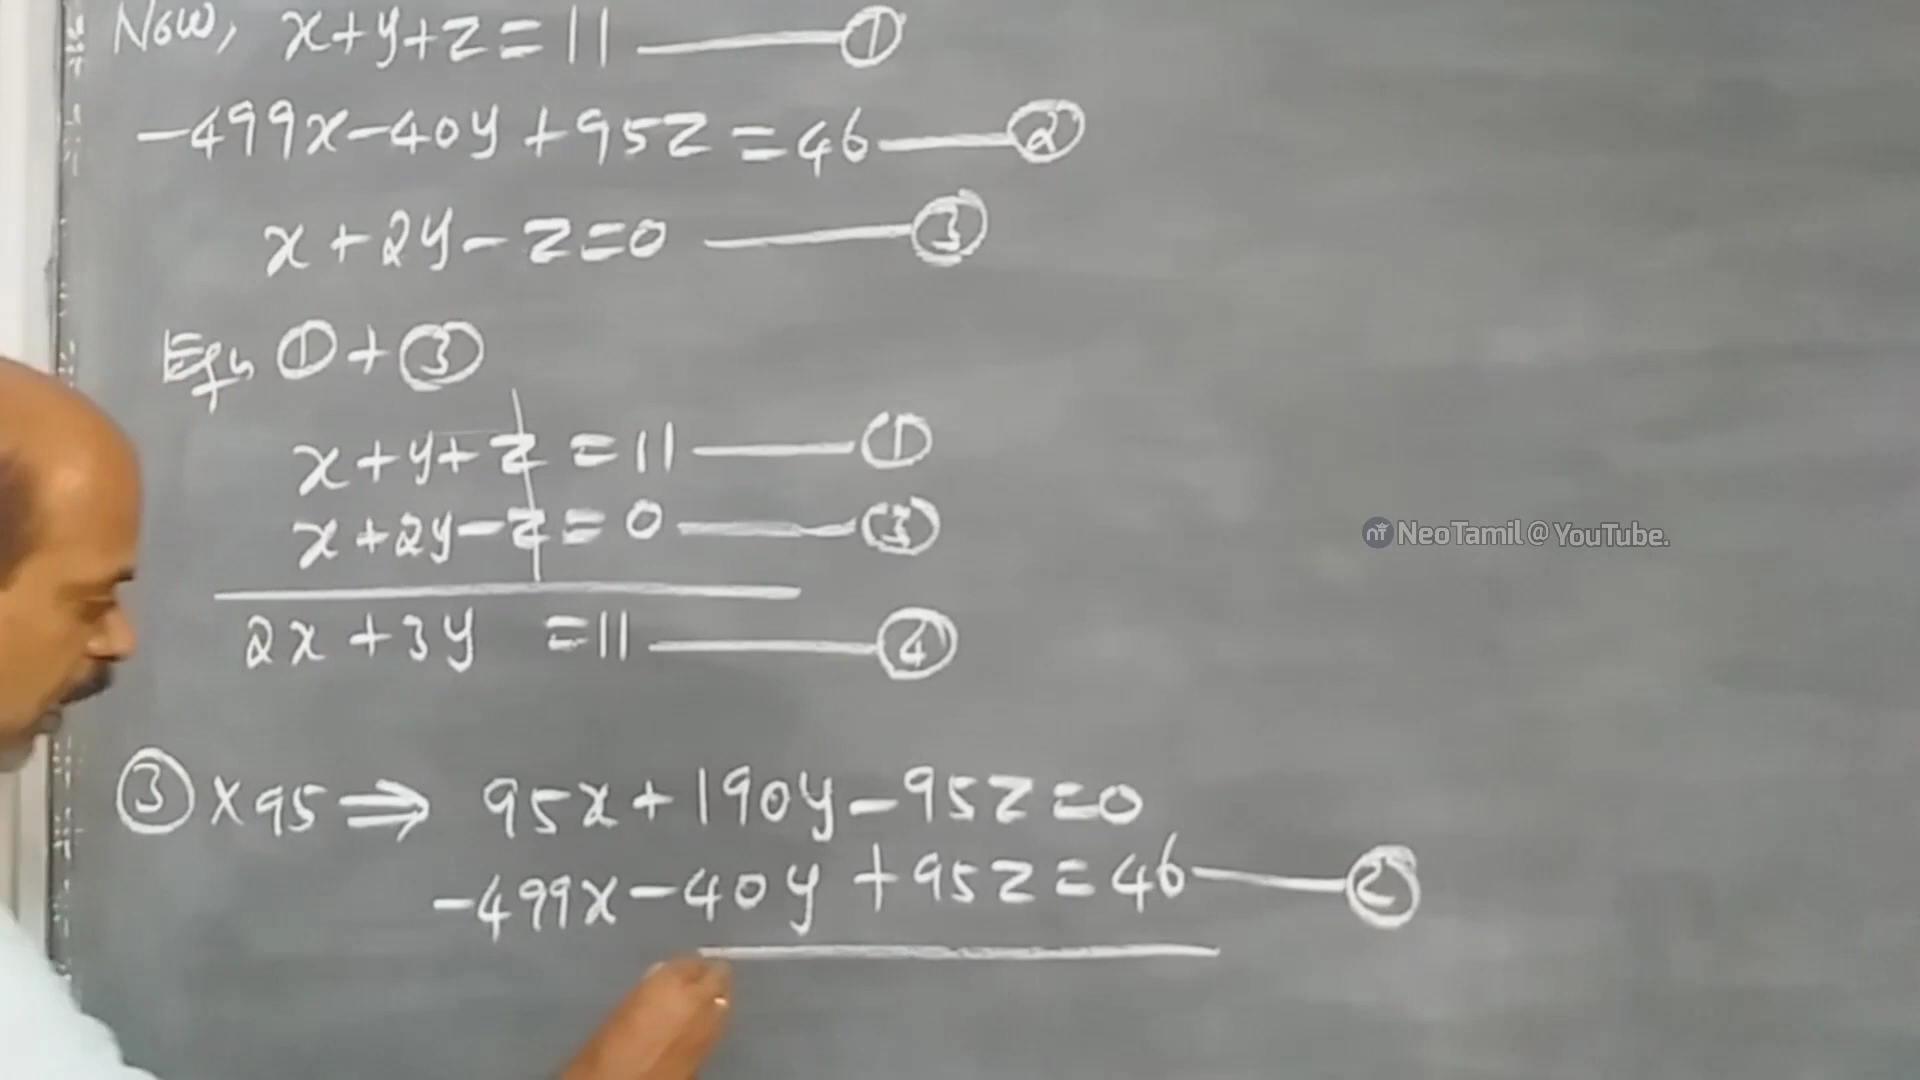 Now, x+y+z=11 ——— ①
-499x-40y+95z=46 ——— ②
x+2y-z=0 ——— ③
Eqn ①+③
x+y+z=11 ——— ①
x+2y-z=0 ——— ③
2x+3y =11 ——— ④
③×95⇒ 95x+190y-95z=0
-499x-40y+95z=46 ——— ②
NeoTamil@YouTube.